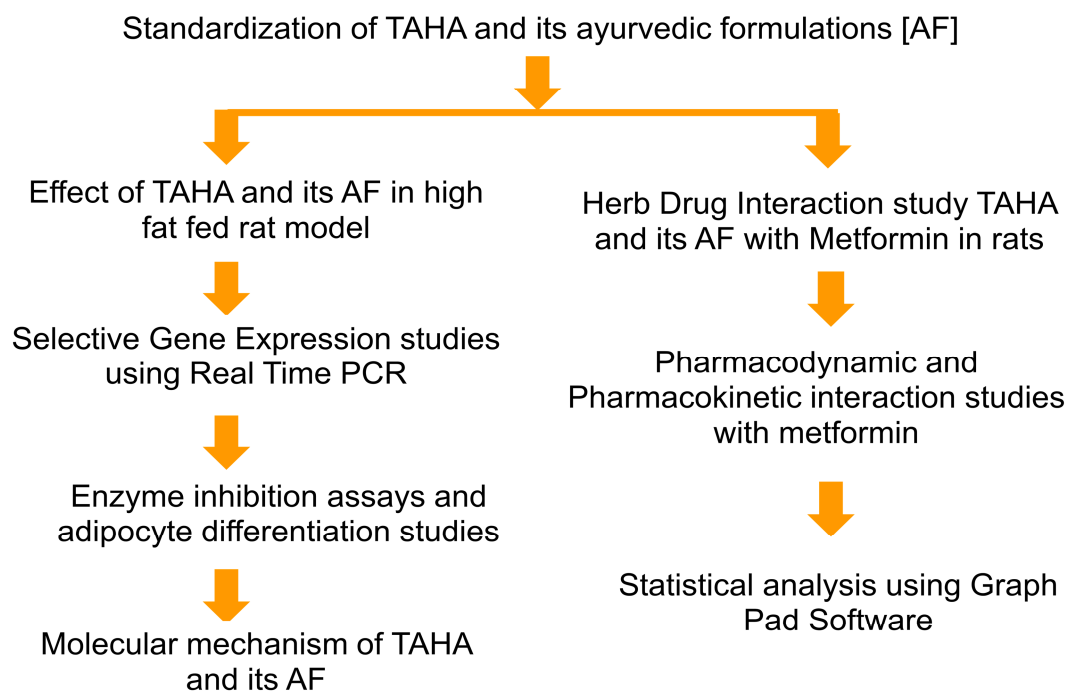 Standardization of TAHA and its ayurvedic formulations [AF]
Effect of TAHA and its AF in high
fat fed rat model
Selective Gene Expression studies
using Real Time PCR
Enzyme inhibition assays and
adipocyte differentiation studies
Molecular mechanism of TAHA
and its AF
Herb Drug Interaction study TAHA
and its AF with Metformin in rats
Pharmacodynamic and
Pharmacokinetic interaction studies
with metformin
Statistical analysis using Graph
Pad Software